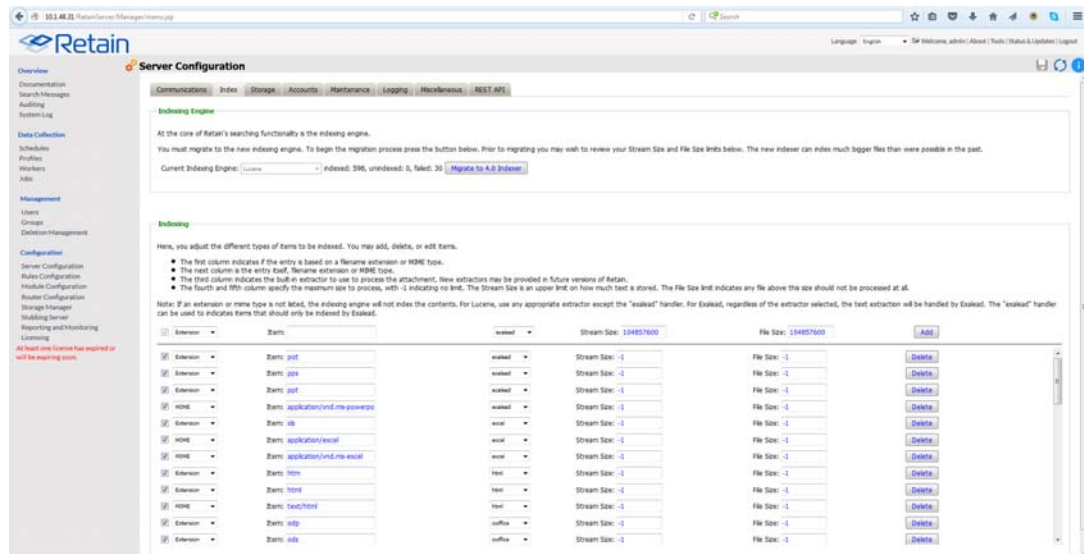 10.1.48.31/RetainServer/Manager/menu.jsp
Search
Retain
Language English
Welcome, admin | About | Tools | Status & Updates | Logout
Overview
Documentation
Search Messages
Auditing
System Log
Data Collection
Schedules
Profiles
Workers
Jobs
Management
Users
Groups
Deletion Management
Configuration
Server Configuration
Rules Configuration
Module Configuration
Router Configuration
Storage Manager
Stubbing Server
Reporting and Monitoring
Licensing
At least one license has expired or
will be expiring soon.
Server Configuration
Communications Index Storage Accounts Maintenance Logging Miscellaneous REST API
Indexing Engine
At the core of Retain's searching functionality is the indexing engine.
You must migrate to the new indexing engine. To begin the migration process press the button below. Prior to migrating you may wish to review your Stream Size and File Size limits below. The new indexer can index much bigger files than were possible in the past.
Current Indexing Engine: Lucene indexed: 598, unindexed: 0, failed: 30 Migrate to 4.0 Indexer
Indexing
Here, you adjust the different types of items to be indexed. You may add, delete, or edit items.
• The first column indicates if the entry is based on a filename extension or MIME type.
• The next column is the entry itself, filename extension or MIME type.
• The third column indicates the built-in extractor to use to process the attachment. New extractors may be provided in future versions of Retain.
• The fourth and fifth column specify the maximum size to process, with -1 indicating no limit. The Stream Size is an upper limit on how much text is stored. The File Size limit indicates any file above this size should not be processed at all.
Note: If an extension or mime type is not listed, the indexing engine will not index the contents. For Lucene, use any appropriate extractor except the "exalead" handler. For Exalead, regardless of the extractor selected, the text extraction will be handled by Exalead. The "exalead" handler
can be used to indicates items that should only be indexed by Exalead.
Extension Item: exalead Stream Size: 104857600 File Size: 104857600 Add
Extension Item: pot exalead Stream Size: -1 File Size: -1 Delete
Extension Item: pps exalead Stream Size: -1 File Size: -1 Delete
Extension Item: ppt exalead Stream Size: -1 File Size: -1 Delete
MIME Item: application/vnd.ms-powerpo exalead Stream Size: -1 File Size: -1 Delete
Extension Item: xls excel Stream Size: -1 File Size: -1 Delete
MIME Item: application/excel excel Stream Size: -1 File Size: -1 Delete
MIME Item: application/vnd.ms-excel excel Stream Size: -1 File Size: -1 Delete
Extension Item: htm html Stream Size: -1 File Size: -1 Delete
Extension Item: html html Stream Size: -1 File Size: -1 Delete
MIME Item: text/html html Stream Size: -1 File Size: -1 Delete
Extension Item: odp ooffice Stream Size: -1 File Size: -1 Delete
Extension Item: ods ooffice Stream Size: -1 File Size: -1 Delete